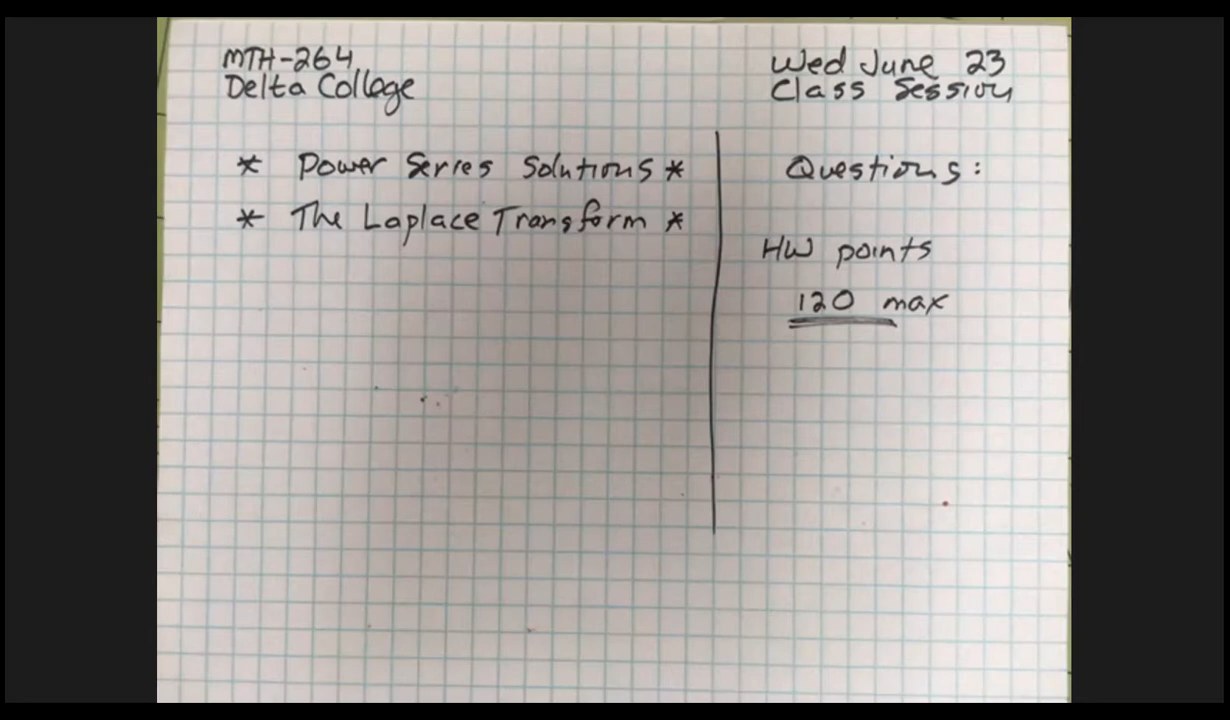 MTH-264
Delta College
Wed June 23
Class Session
* Power Series Solutions *
* The Laplace Transform *
Questions:
HW points
120 max